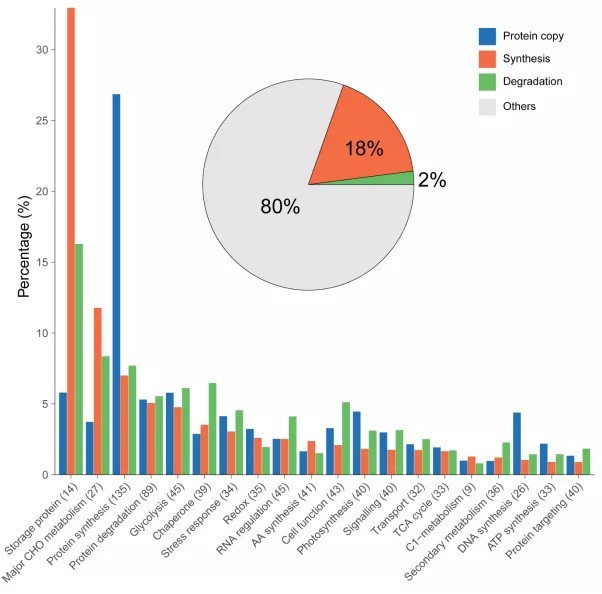 Percentage (%)
30
25
20
15
10
5
0
Protein copy
Synthesis
Degradation
Others
18%
2%
80%
Storage protein (14)
Major CHO metabolism (27)
Protein synthesis (135)
Protein degradation (89)
Glycolysis (45)
Chaperone (39)
Stress response (34)
Redox (35)
RNA regulation (45)
AA synthesis (41)
Cell function (43)
Photosynthesis (40)
Signalling (40)
Transport (32)
TCA cycle (33)
C1−metabolism (9)
Secondary metabolism (36)
DNA synthesis (26)
ATP synthesis (33)
Protein targeting (40)